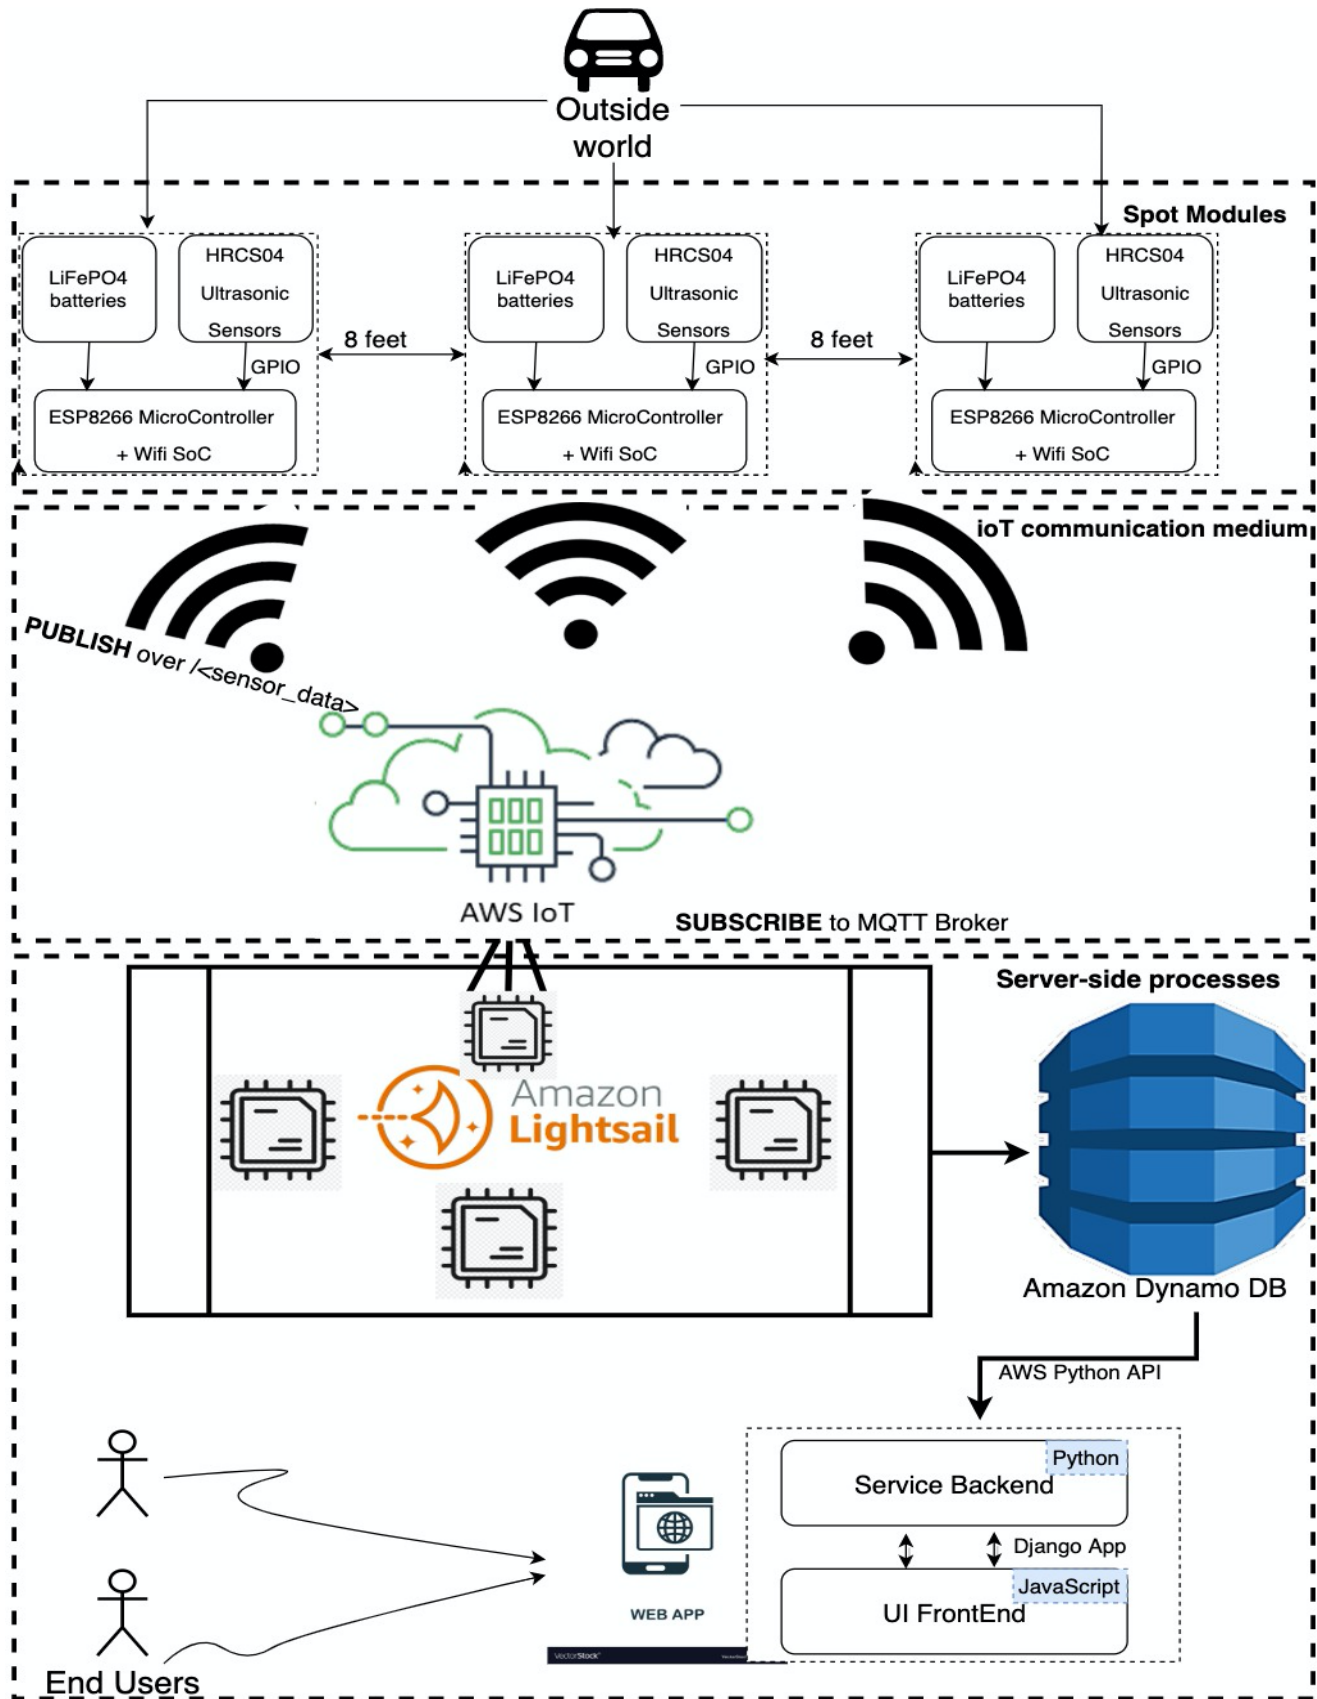 Outside
world
Spot Modules
LiFePO4
batteries
HRCS04
Ultrasonic
Sensors
GPIO
ESP8266 MicroController
+ Wifi SoC
8 feet
LiFePO4
batteries
HRCS04
Ultrasonic
Sensors
GPIO
ESP8266 MicroController
+ Wifi SoC
8 feet
LiFePO4
batteries
HRCS04
Ultrasonic
Sensors
GPIO
ESP8266 MicroController
+ Wifi SoC
ioT communication medium
PUBLISH over /<sensor_data>
AWS IoT
SUBSCRIBE to MQTT Broker
Server-side processes
Amazon
Lightsail
Amazon Dynamo DB
AWS Python API
Python
Service Backend
Django App
JavaScript
UI FrontEnd
WEB APP
VectorStock
End Users